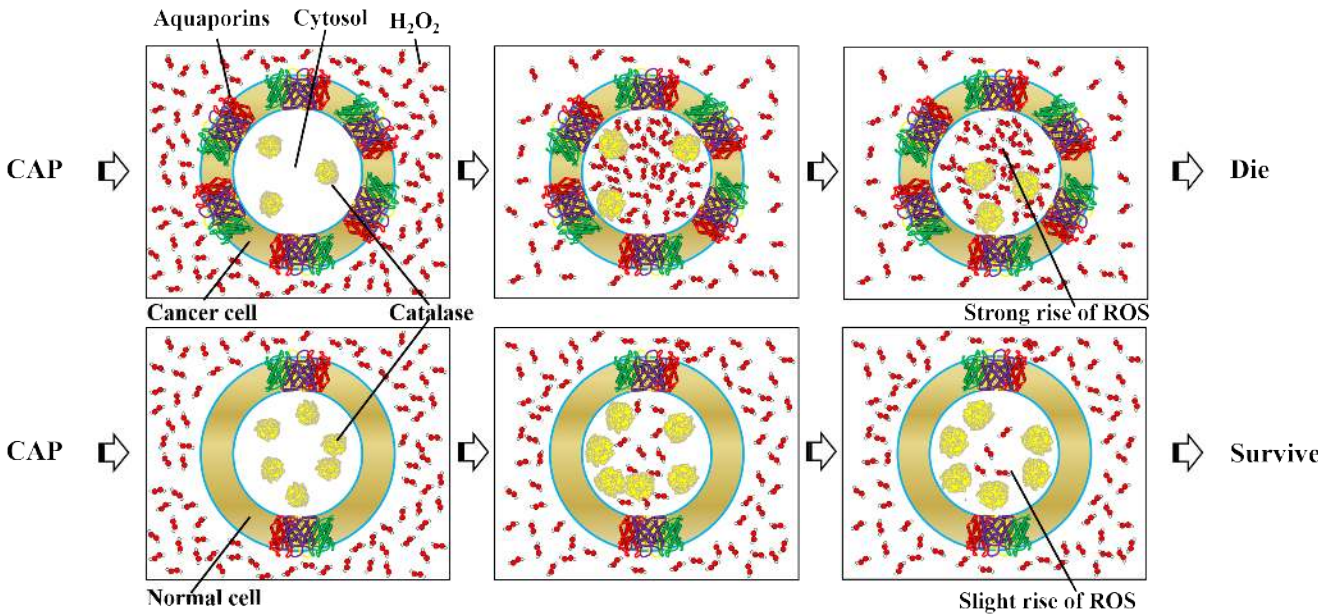 Aquaporins Cytosol H₂O₂
CAP Die
Cancer cell Catalase Strong rise of ROS
CAP Survive
Normal cell Slight rise of ROS